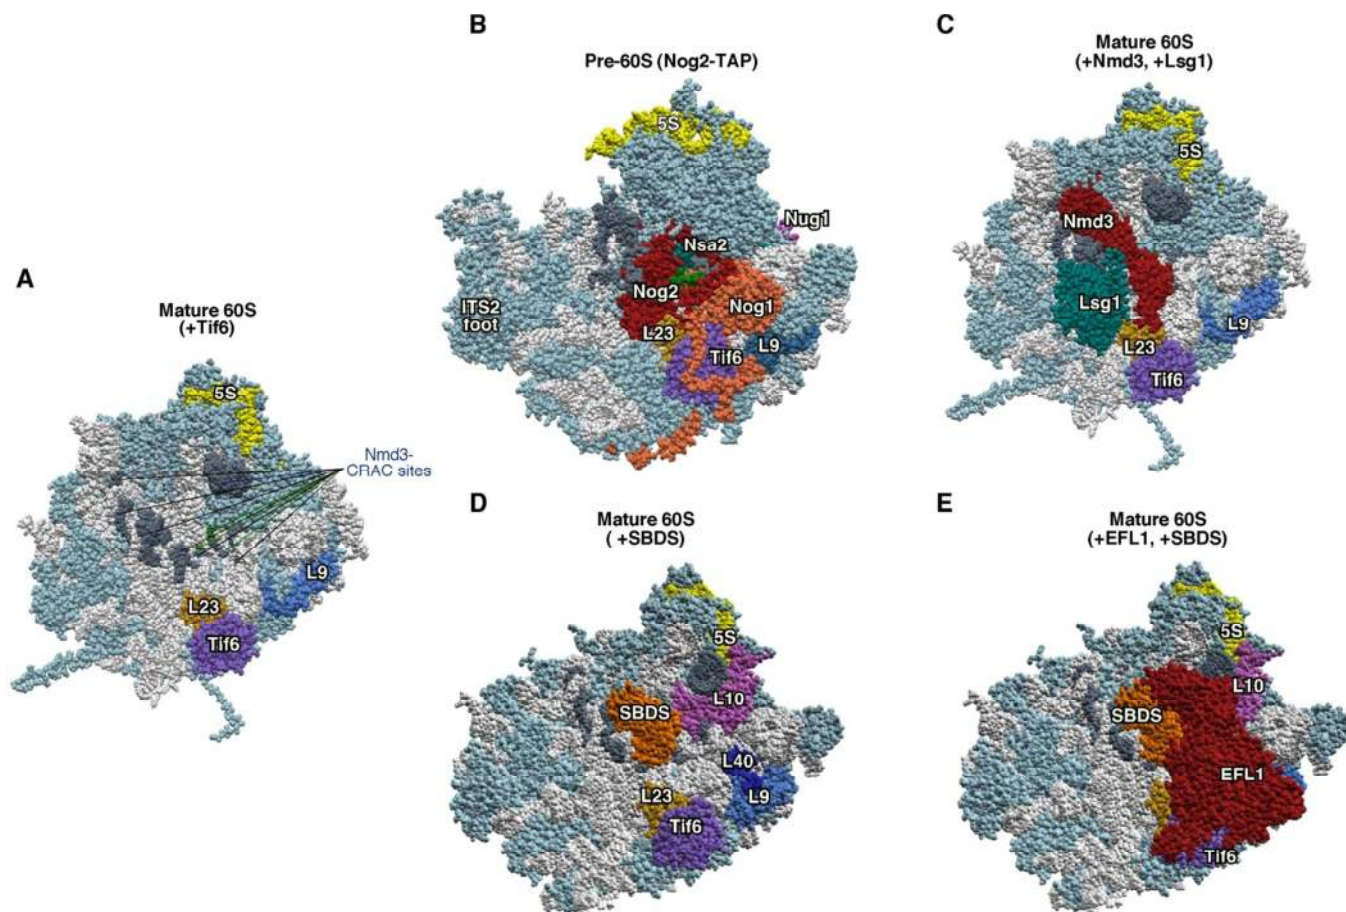 A
Mature 60S
(+Tif6)
5S
Nmd3-
CRAC sites
L9
L23
Tif6
B
Pre-60S (Nog2-TAP)
5S
Nug1
Nsa2
ITS2
foot
Nog2
Nog1
L23
Tif6
L9
C
Mature 60S
(+Nmd3, +Lsg1)
5S
Nmd3
Lsg1
L9
L23
Tif6
D
Mature 60S
( +SBDS)
5S
L10
SBDS
L40
L23
L9
Tif6
E
Mature 60S
(+EFL1, +SBDS)
5S
L10
SBDS
EFL1
Tif6